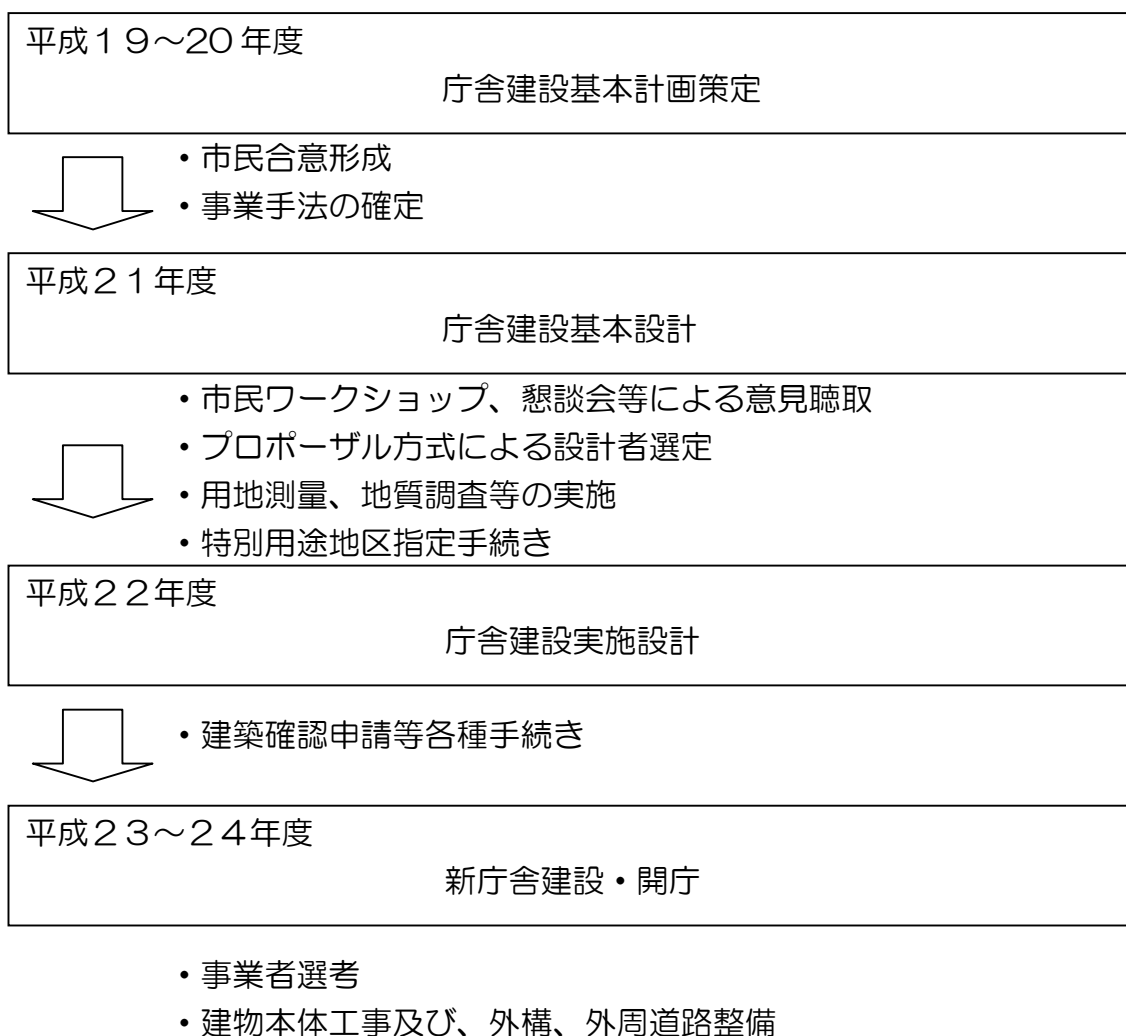 平成１９～20年度
庁舎建設基本計画策定
・市民合意形成
・事業手法の確定
平成２１年度
庁舎建設基本設計
・市民ワークショップ、懇談会等による意見聴取
・プロポーザル方式による設計者選定
・用地測量、地質調査等の実施
・特別用途地区指定手続き
平成２２年度
庁舎建設実施設計
・建築確認申請等各種手続き
平成２３～２４年度
新庁舎建設・開庁
・事業者選考
・建物本体工事及び、外構、外周道路整備